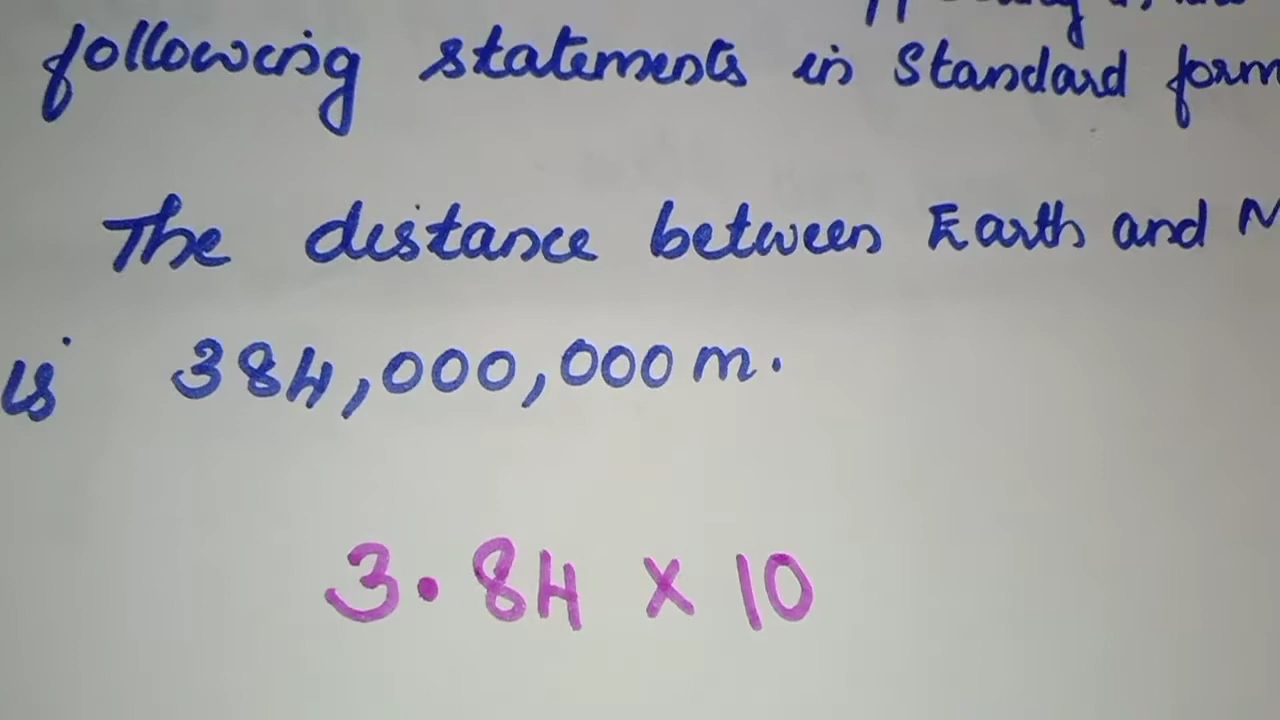 following statements in Standard form
The distance between Earth and
is 384,000,000 m.
3.84 x 10